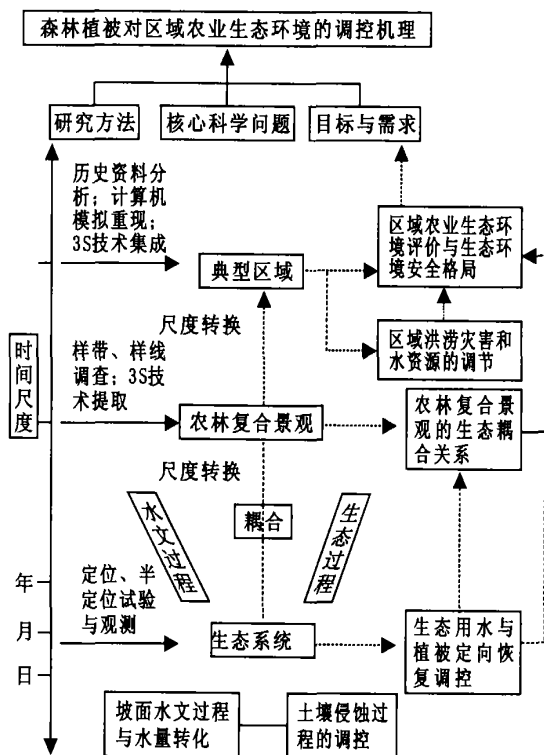 森林植被对区域农业生态环境的调控机理
研究方法
核心科学问题
目标与需求
历史资料分
析；计算机
模拟重现；
3S技术集成
典型区域
区域农业生态环
境评价与生态环
境安全格局
尺度转换
区域洪涝灾害和
水资源的调节
时间尺度
样带、样线
调查；3S技
术提取
农林复合景观
农林复合景
观的生态耦
合关系
尺度转换
水文过程
耦合
生态过程
年
月
日
定位、半
定位试验
与观测
生态系统
生态用水与
植被定向恢
复调控
坡面水文过程
与水量转化
土壤侵蚀过
程的调控